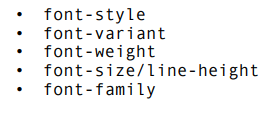 • font-style
• font-variant
• font-weight
• font-size/line-height
• font-family